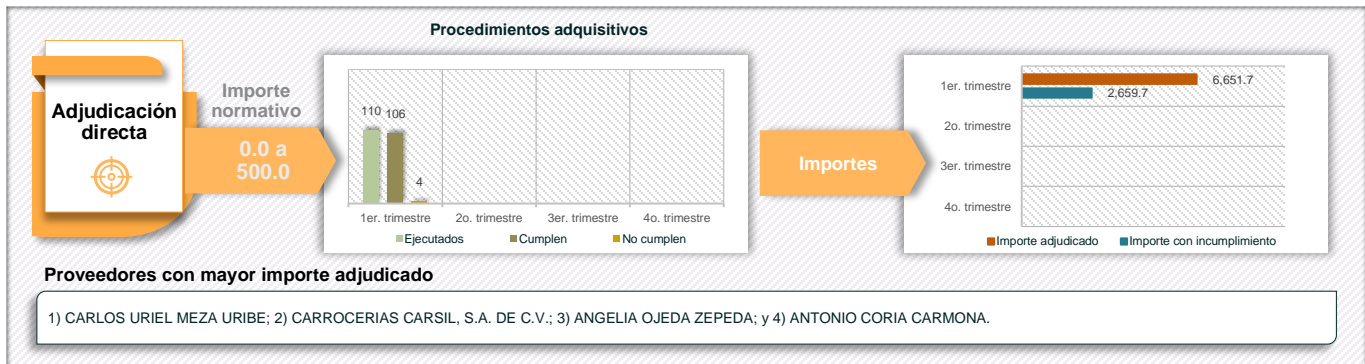 Procedimientos adquisitivos
Adjudicación
directa
Importe
normativo
0.0 a
500.0
110
106
4
1er. trimestre
2o. trimestre
3er. trimestre
4o. trimestre
Ejecutados
Cumplen
No cumplen
Importes
1er. trimestre
6,651.7
2,659.7
2o. trimestre
3er. trimestre
4o. trimestre
Importe adjudicado
Importe con incumplimiento
Proveedores con mayor importe adjudicado
1) CARLOS URIEL MEZA URIBE; 2) CARROCERIAS CARSIL, S.A. DE C.V.; 3) ANGELIA OJEDA ZEPEDA; y 4) ANTONIO CORIA CARMONA.